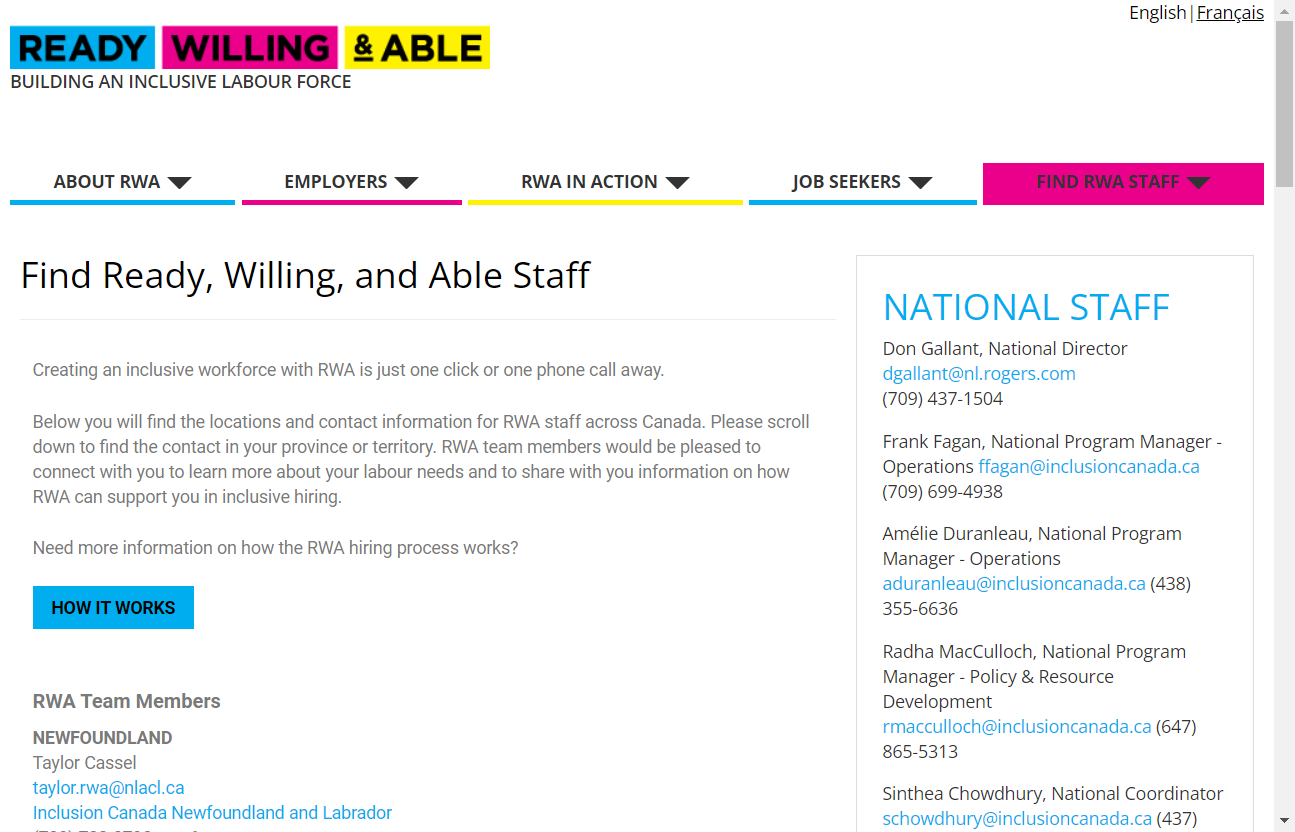 English|Français
READY WILLING & ABLE
BUILDING AN INCLUSIVE LABOUR FORCE
ABOUT RWA
EMPLOYERS
RWA IN ACTION
JOB SEEKERS
FIND RWA STAFF
Find Ready, Willing, and Able Staff
Creating an inclusive workforce with RWA is just one click or one phone call away.
Below you will find the locations and contact information for RWA staff across Canada. Please scroll
down to find the contact in your province or territory. RWA team members would be pleased to
connect with you to learn more about your labour needs and to share with you information on how
RWA can support you in inclusive hiring.
Need more information on how the RWA hiring process works?
HOW IT WORKS
RWA Team Members
NEWFOUNDLAND
Taylor Cassel
taylor.rwa@nlacl.ca
Inclusion Canada Newfoundland and Labrador
NATIONAL STAFF
Don Gallant, National Director
dgallant@nl.rogers.com
(709) 437-1504
Frank Fagan, National Program Manager -
Operations ffagan@inclusioncanada.ca
(709) 699-4938
Amélie Duranleau, National Program
Manager - Operations
aduranleau@inclusioncanada.ca (438)
355-6636
Radha MacCulloch, National Program
Manager - Policy & Resource
Development
rmacculloch@inclusioncanada.ca (647)
865-5313
Sinthea Chowdhury, National Coordinator
schowdhury@inclusioncanada.ca (437)